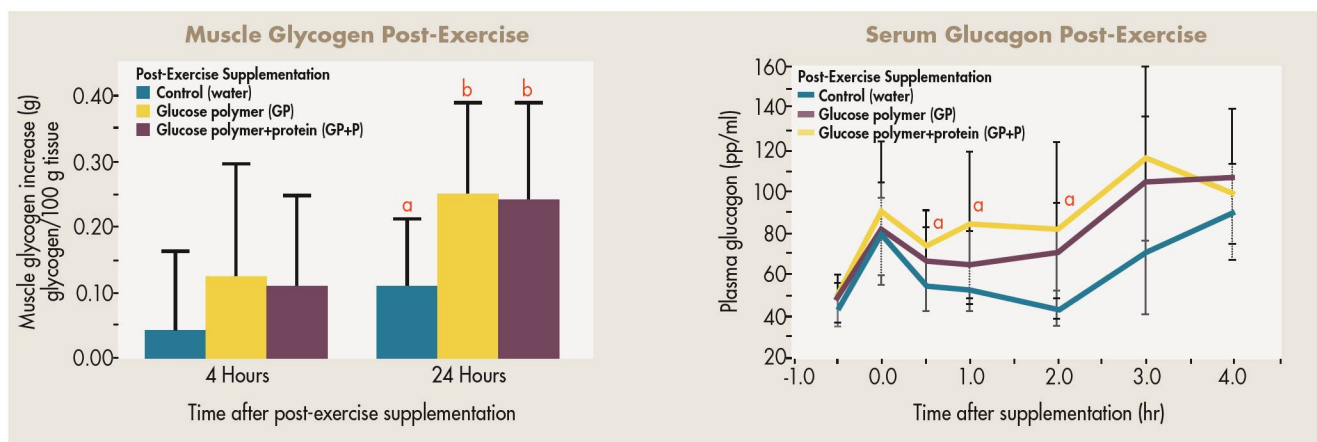 Muscle Glycogen Post-Exercise
Muscle glycogen increase (g)
glycogen/100 g tissue
0.40
0.30
0.20
0.10
0.00
Post-Exercise Supplementation
Control (water)
Glucose polymer (GP)
Glucose polymer+protein (GP+P)
a
b
b
4 Hours
24 Hours
Time after post-exercise supplementation
Serum Glucagon Post-Exercise
Plasma glucagon (pp/ml)
160
140
120
100
80
60
40
20
Post-Exercise Supplementation
Control (water)
Glucose polymer (GP)
Glucose polymer+protein (GP+P)
a
a
a
-1.0
0.0
1.0
2.0
3.0
4.0
Time after supplementation (hr)